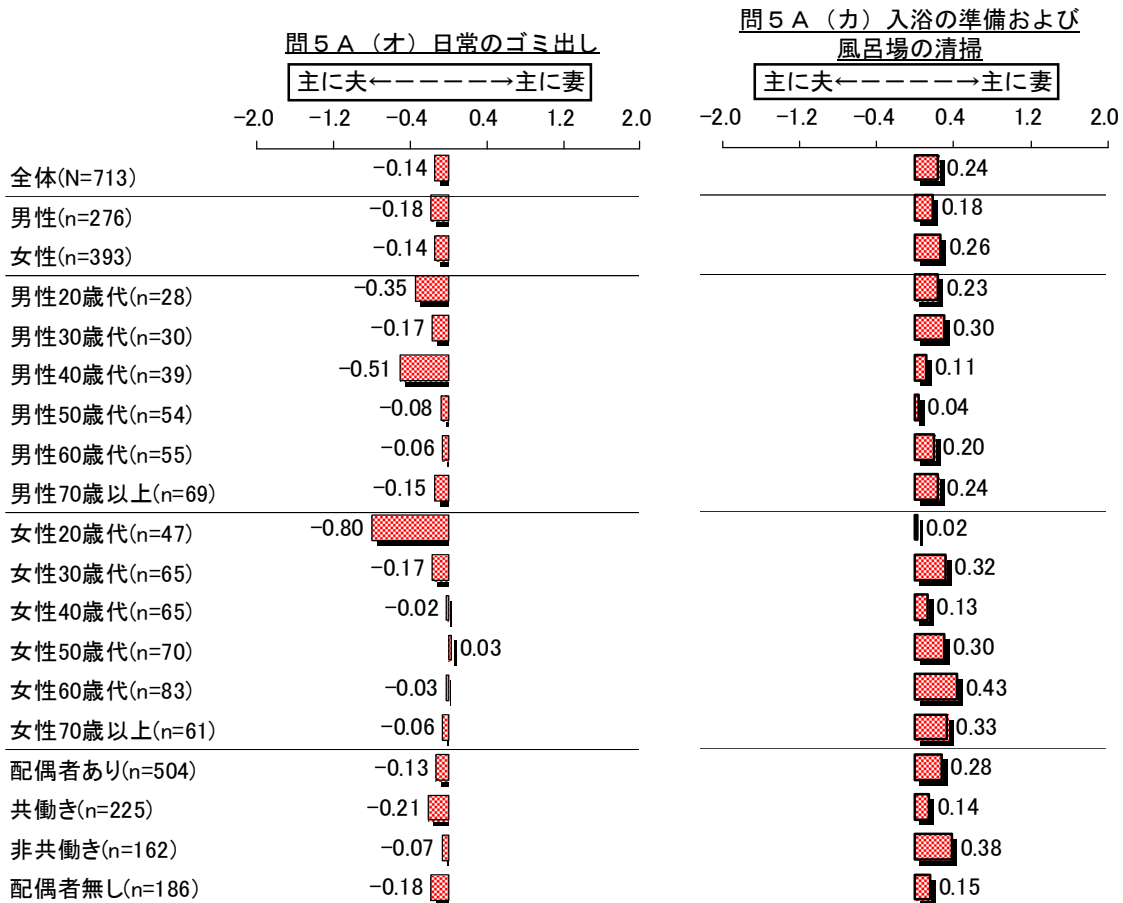 問５Ａ（オ）日常のゴミ出し
主に夫←－－－－－→主に妻
-2.0 -1.2 -0.4 0.4 1.2 2.0
問５Ａ（カ）入浴の準備および
風呂場の清掃
主に夫←－－－－－→主に妻
-2.0 -1.2 -0.4 0.4 1.2 2.0
全体(N=713) -0.14 0.24
男性(n=276) -0.18 0.18
女性(n=393) -0.14 0.26
男性20歳代(n=28) -0.35 0.23
男性30歳代(n=30) -0.17 0.30
男性40歳代(n=39) -0.51 0.11
男性50歳代(n=54) -0.08 0.04
男性60歳代(n=55) -0.06 0.20
男性70歳以上(n=69) -0.15 0.24
女性20歳代(n=47) -0.80 0.02
女性30歳代(n=65) -0.17 0.32
女性40歳代(n=65) -0.02 0.13
女性50歳代(n=70) 0.03 0.30
女性60歳代(n=83) -0.03 0.43
女性70歳以上(n=61) -0.06 0.33
配偶者あり(n=504) -0.13 0.28
共働き(n=225) -0.21 0.14
非共働き(n=162) -0.07 0.38
配偶者無し(n=186) -0.18 0.15